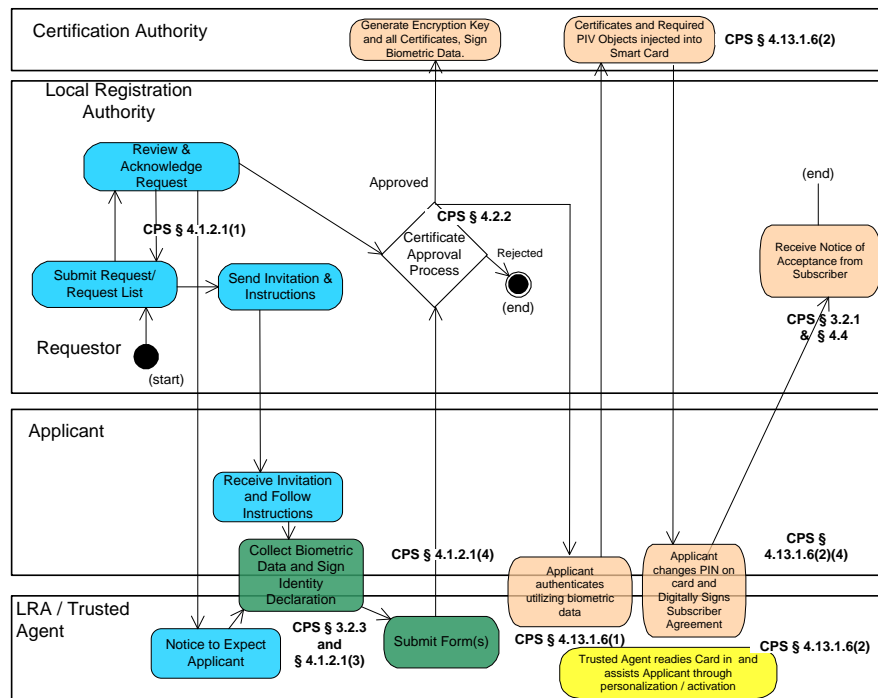 Certification Authority
Generate Encryption Key
and all Certificates, Sign
Biometric Data.
Certificates and Required
PIV Objects injected into
Smart Card
CPS § 4.13.1.6(2)
Local Registration
Authority
Review &
Acknowledge
Request
Approved
(end)
CPS § 4.1.2.1(1)
CPS § 4.2.2
Certificate
Approval
Process
Rejected
(end)
Submit Request/
Request List
Send Invitation &
Instructions
Receive Notice of
Acceptance from
Subscriber
CPS § 3.2.1
& § 4.4
Requestor
(start)
Applicant
Receive Invitation
and Follow
Instructions
Collect Biometric
Data and Sign
Identity
Declaration
CPS § 4.1.2.1(4)
CPS §
4.13.1.6(2)(4)
Applicant
authenticates
utilizing biometric
data
Applicant
changes PIN on
card and
Digitally Signs
Subscriber
Agreement
LRA / Trusted
Agent
Notice to Expect
Applicant
CPS § 3.2.3
and
§ 4.1.2.1(3)
Submit Form(s)
CPS § 4.13.1.6(1)
CPS § 4.13.1.6(2)
Trusted Agent readies Card in and
assists Applicant through
personalization / activation